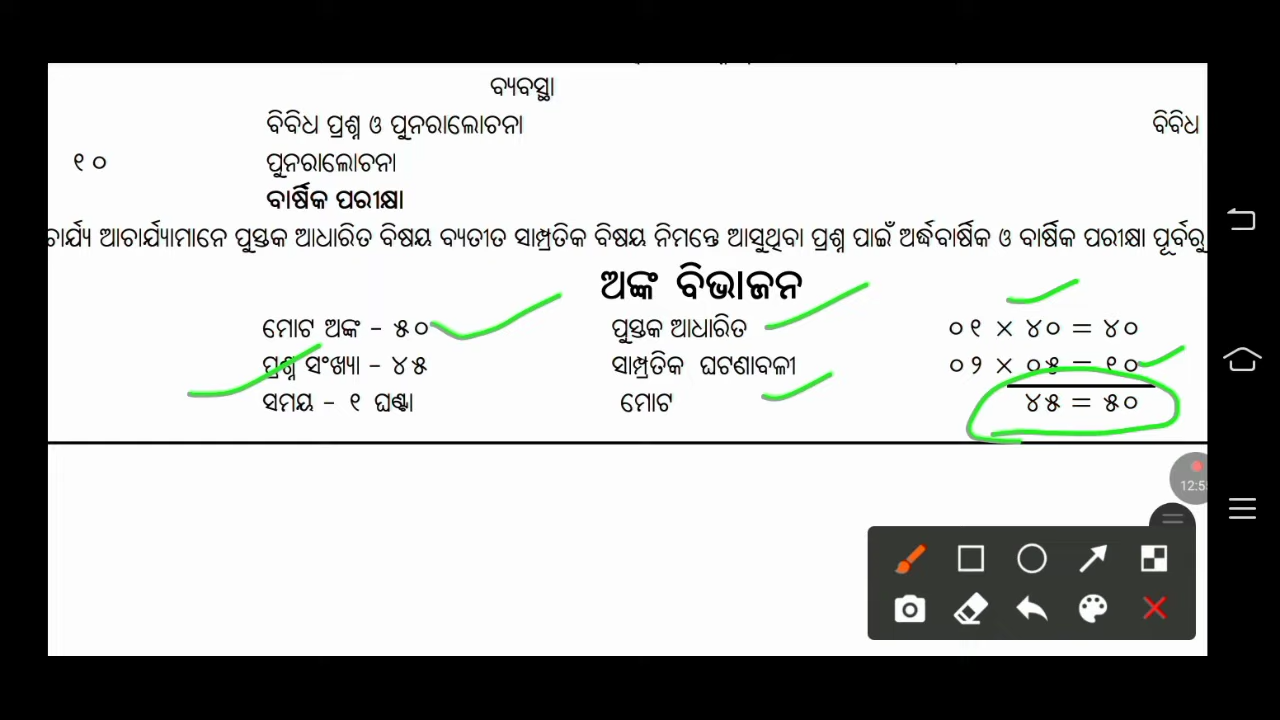 ବ୍ୟବସ୍ଥା
ବିବିଧ ପ୍ରଶ୍ନ ଓ ପୁନରାଲୋଚନା ବିବିଧ
୧୦ ପୁନରାଲୋଚନା
ବାର୍ଷିକ ପରୀକ୍ଷା
ଚାର୍ଯ୍ୟ ଆଚାର୍ଯ୍ୟାମାନେ ପୁସ୍ତକ ଆଧାରିତ ବିଷୟ ବ୍ୟତୀତ ସାମ୍ପ୍ରତିକ ବିଷୟ ନିମନ୍ତେ ଆସୁଥିବା ପ୍ରଶ୍ନ ପାଇଁ ଅର୍ଦ୍ଧବାର୍ଷିକ ଓ ବାର୍ଷିକ ପରୀକ୍ଷା ପୂର୍ବରୁ
ଅଙ୍କ ବିଭାଜନ
ମୋଟ ଅଙ୍କ - ୫୦ ପୁସ୍ତକ ଆଧାରିତ ୦୧ × ୪୦ = ୪୦
ପ୍ରଶ୍ନ ସଂଖ୍ୟା - ୪୫ ସାମ୍ପ୍ରତିକ ଘଟଣାବଳୀ ୦୨ × ୦୫ = ୧୦
ସମୟ - ୧ ଘଣ୍ଟା ମୋଟ ୪୫ = ୫୦